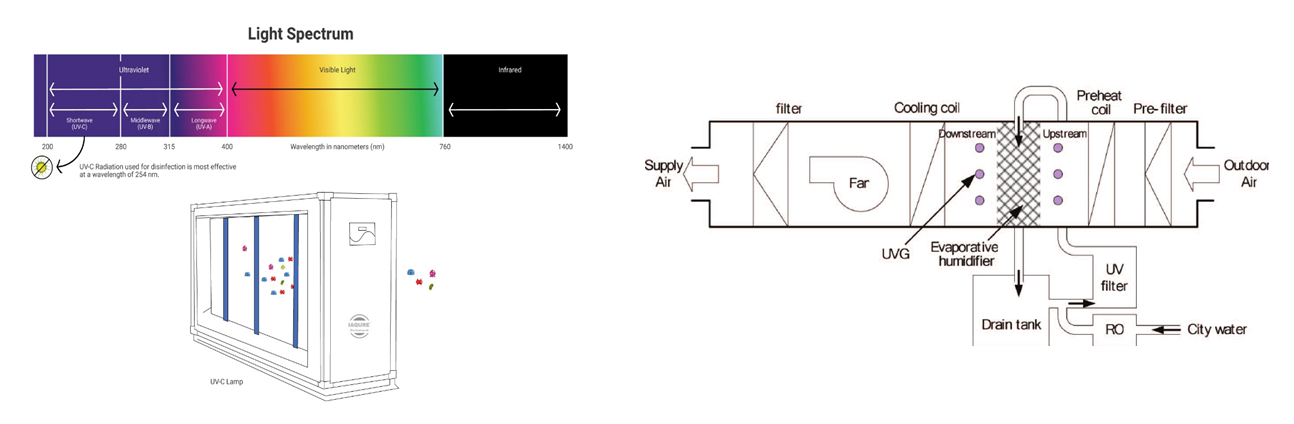 Light Spectrum
Ultraviolet
Visible Light
Infrared
Shortwave
(UV-C)
Middlewave
(UV-B)
Longwave
(UV-A)
200
280
315
400
Wavelength in nanometers (nm)
760
1400
UV-C Radiation used for disinfection is most effective
at a wavelength of 254 nm.
UV-C Lamp
filter
Cooling coil
Preheat
coil
Pre-filter
Downstream
Upstream
Supply
Air
Fan
Outdoor
Air
UVG
Evaporative
humidifier
UV
filter
Drain tank
RO
City water